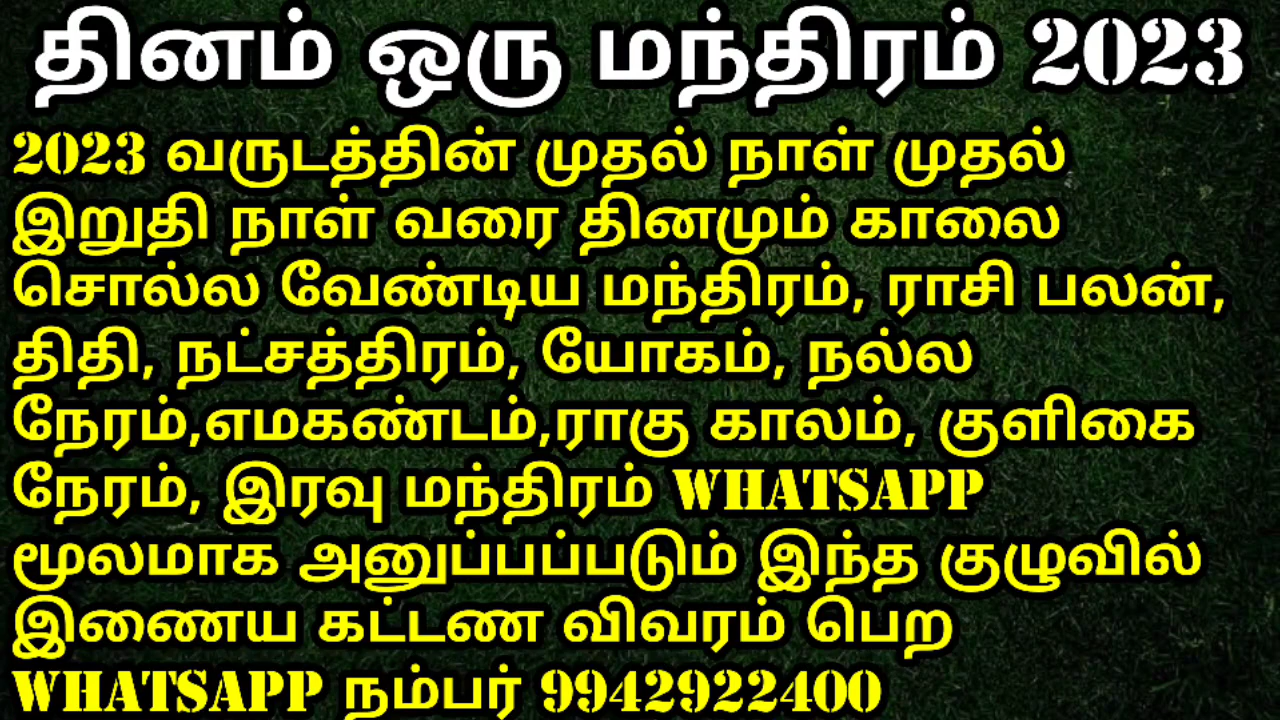 தினம் ஒரு மந்திரம் 2023
2023 வருடத்தின் முதல் நாள் முதல்
இறுதி நாள் வரை தினமும் காலை
சொல்ல வேண்டிய மந்திரம், ராசி பலன்,
திதி, நட்சத்திரம், யோகம், நல்ல
நேரம்,எமகண்டம்,ராகு காலம், குளிகை
நேரம், இரவு மந்திரம் WHATSAPP
மூலமாக அனுப்பப்படும் இந்த குழுவில்
இணைய கட்டண விவரம் பெற
WHATSAPP நம்பர் 9942922400